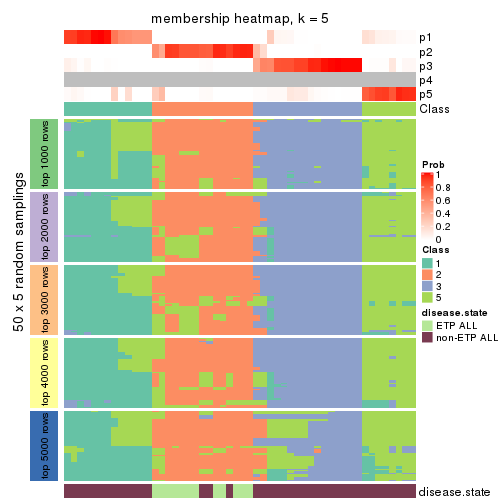 membership heatmap, k = 5
p1
p2
p3
p4
p5
Class
50 x 5 random samplings
top 1000 rows
top 2000 rows
top 3000 rows
top 4000 rows
top 5000 rows
disease.state
Prob
1
0.8
0.6
0.4
0.2
0
Class
1
2
3
5
disease.state
ETP ALL
non-ETP ALL